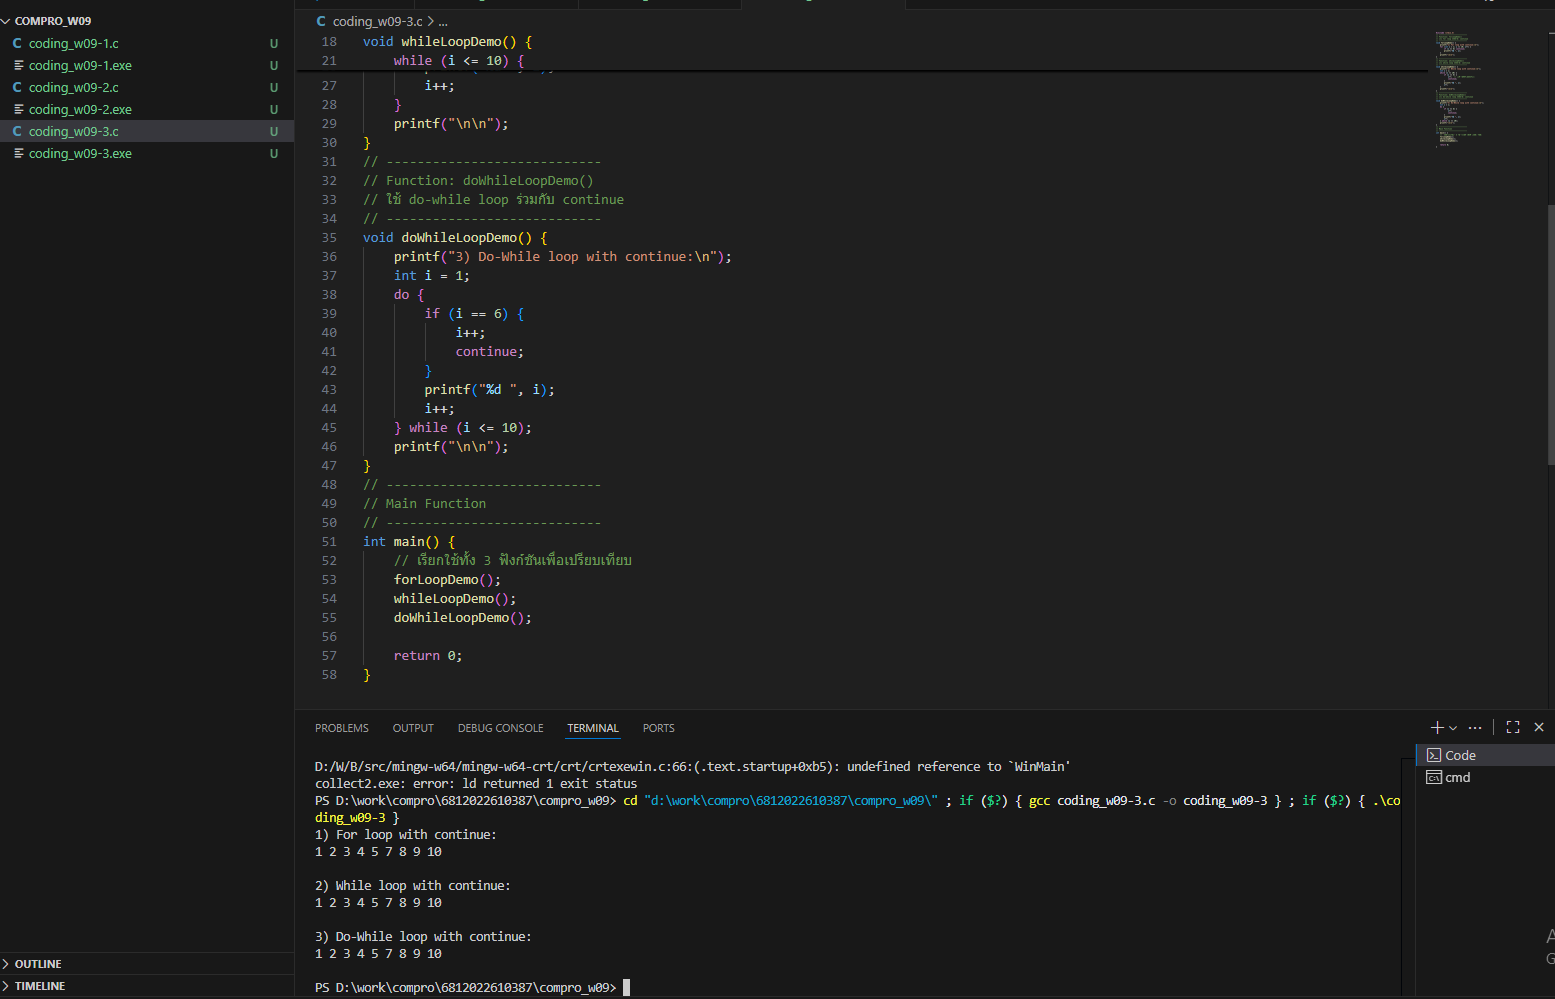 COMPRO_W09
coding_w09-1.c U
coding_w09-1.exe U
coding_w09-2.c U
coding_w09-2.exe U
coding_w09-3.c U
coding_w09-3.exe U
OUTLINE
TIMELINE
C coding_w09-3.c > ...
18 void whileLoopDemo() {
21 while (i <= 10) {
27 i++;
28 }
29 printf("\n\n");
30 }
31 // ----------------------------
32 // Function: doWhileLoopDemo()
33 // ใช้ do-while loop ร่วมกับ continue
34 // ----------------------------
35 void doWhileLoopDemo() {
36 printf("3) Do-While loop with continue:\n");
37 int i = 1;
38 do {
39 if (i == 6) {
40 i++;
41 continue;
42 }
43 printf("%d ", i);
44 i++;
45 } while (i <= 10);
46 printf("\n\n");
47 }
48 // ----------------------------
49 // Main Function
50 // ----------------------------
51 int main() {
52 // เรียกใช้ทั้ง 3 ฟังก์ชันเพื่อเปรียบเทียบ
53 forLoopDemo();
54 whileLoopDemo();
55 doWhileLoopDemo();
56
57 return 0;
58 }
PROBLEMS OUTPUT DEBUG CONSOLE TERMINAL PORTS
D:/W/B/src/mingw-w64/mingw-w64-crt/crt/crtexewin.c:66:(.text.startup+0xb5): undefined reference to `WinMain'
collect2.exe: error: ld returned 1 exit status
PS D:\work\compro\6812022610387\compro_w09> cd "d:\work\compro\6812022610387\compro_w09\" ; if ($?) { gcc coding_w09-3.c -o coding_w09-3 } ; if ($?) { .\co
ding_w09-3 }
1) For loop with continue:
1 2 3 4 5 7 8 9 10
2) While loop with continue:
1 2 3 4 5 7 8 9 10
3) Do-While loop with continue:
1 2 3 4 5 7 8 9 10
PS D:\work\compro\6812022610387\compro_w09>
Code
cmd